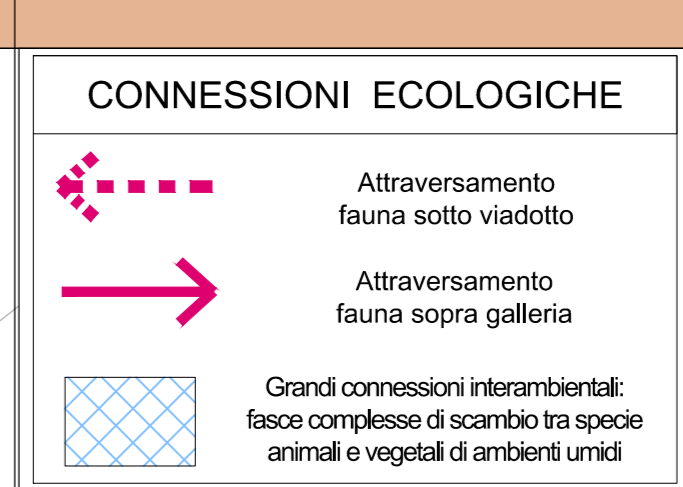 CONNESSIONI ECOLOGICHE
Attraversamento
fauna sotto viadotto
Attraversamento
fauna sopra galleria
Grandi connessioni interambientali:
fasce complesse di scambio tra specie
animali e vegetali di ambienti umidi